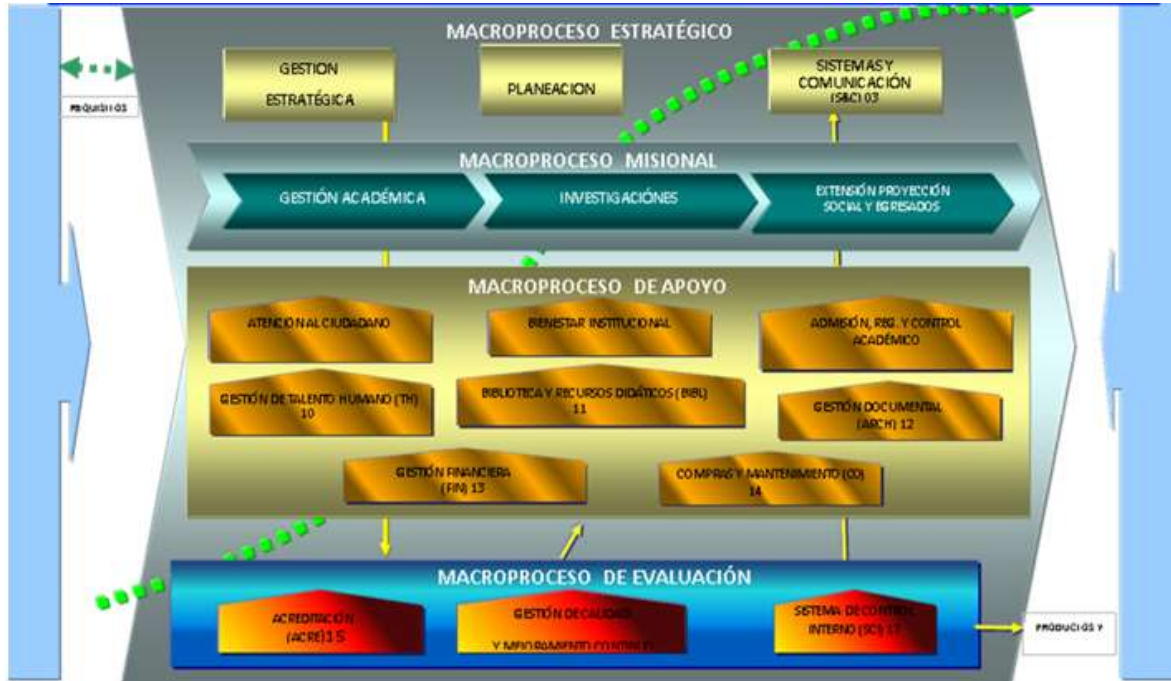 MACROPROCESO ESTRATÉGICO
GESTION
ESTRATÉGICA
PLANEACION
SISTEMAS Y
COMUNICACIÓN
(S&C) 03
REQUISITOS
MACROPROCESO MISIONAL
GESTIÓN ACADÉMICA
INVESTIGACIÓNES
EXTENSIÓN PROYECCIÓN
SOCIAL Y EGRESADOS
MACROPROCESO DE APOYO
ATENCION AL CIUDADANO
BIENESTAR INSTITUCIONAL
ADMISIÓN, REG. Y CONTROL
ACADÉMICO
GESTIÓN DE TALENTO HUMANO (TH)
10
BIBLIOTECA Y RECURSOS DIDÁTICOS (BIBL)
11
GESTIÓN DOCUMENTAL
(ARCH) 12
GESTIÓN FINANCIERA
(FIN) 13
COMPRAS Y MANTENIMIENTO (CO)
14
MACROPROCESO DE EVALUACIÓN
ACREDITACIÓN
(ACRE)15
GESTIÓN DE CALIDAD
Y MEJORAMIENTO CONTINUO
SISTEMA DE CONTROL
INTERNO (SCI) 17
PRODUCTOS Y